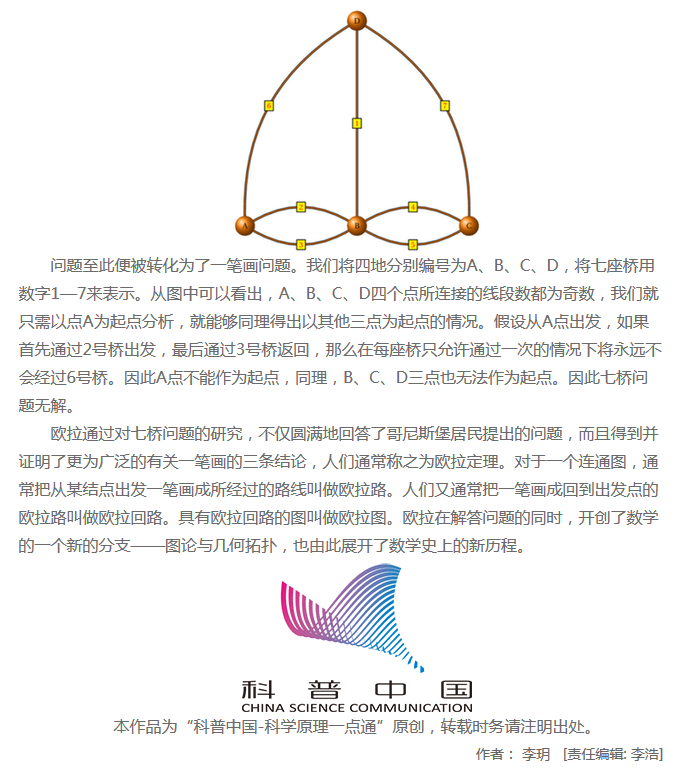 D
6
7
1
2
4
A
B
C
3
5
问题至此便被转化为了一笔画问题。我们将四地分别编号为A、B、C、D，将七座桥用
数字1—7来表示。从图中可以看出，A、B、C、D四个点所连接的线段数都为奇数，我们就
只需以点A为起点分析，就能够同理得出以其他三点为起点的情况。假设从A点出发，如果
首先通过2号桥出发，最后通过3号桥返回，那么在每座桥只允许通过一次的情况下将永远不
会经过6号桥。因此A点不能作为起点，同理，B、C、D三点也无法作为起点。因此七桥问
题无解。
欧拉通过对七桥问题的研究，不仅圆满地回答了哥尼斯堡居民提出的问题，而且得到并
证明了更为广泛的有关一笔画的三条结论，人们通常称之为欧拉定理。对于一个连通图，通
常把从某结点出发一笔画成所经过的路线叫做欧拉路。人们又通常把一笔画成回到出发点的
欧拉路叫做欧拉回路。具有欧拉回路的图叫做欧拉图。欧拉在解答问题的同时，开创了数学
的一个新的分支——图论与几何拓扑，也由此展开了数学史上的新历程。
科普中国
CHINA SCIENCE COMMUNICATION
本作品为“科普中国-科学原理一点通”原创，转载时务请注明出处。
作者： 李玥 [责任编辑: 李浩]